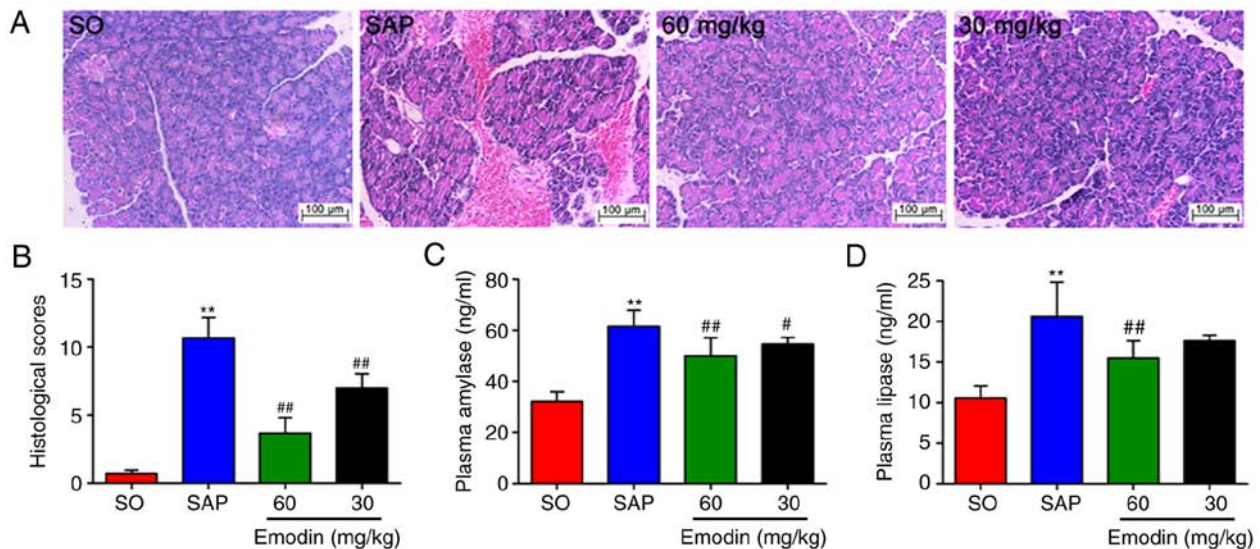 A
SO
SAP
60 mg/kg
30 mg/kg
100 µm
100 µm
100 µm
100 µm
B
Histological scores
15
10
5
0
**
##
##
SO
SAP
60
30
Emodin (mg/kg)
C
Plasma amylase (ng/ml)
80
60
40
20
0
**
##
#
SO
SAP
60
30
Emodin (mg/kg)
D
Plasma lipase (ng/ml)
25
20
15
10
5
0
**
##
SO
SAP
60
30
Emodin (mg/kg)